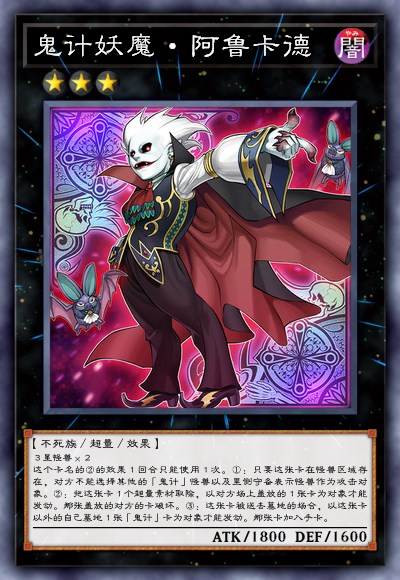 鬼计妖魔・阿鲁卡德
やみ
闇
【不死族/超量/效果】
3星怪兽×2
这个卡名的②的效果1回合只能使用1次。①：只要这张卡在怪兽区域存
在，对方不能选择其他的「鬼计」怪兽以及里侧守备表示怪兽作为攻击对
象。②：把这张卡1个超量素材取除，以对方场上盖放的1张卡为对象才能
发动。那张盖放的对方的卡破坏。③：这张卡被送去墓地的场合，以这张卡
以外的自己墓地1张「鬼计」卡为对象才能发动。那张卡加入手卡。
ATK/1800 DEF/1600